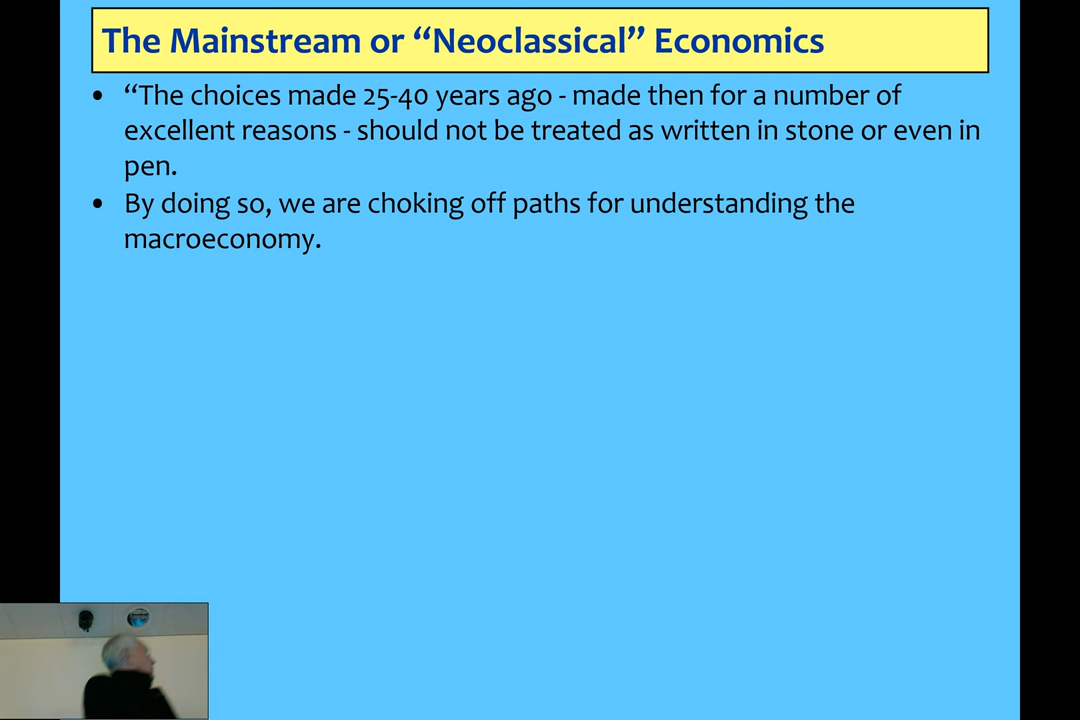 The Mainstream or “Neoclassical” Economics
• “The choices made 25-40 years ago - made then for a number of
excellent reasons - should not be treated as written in stone or even in
pen.
• By doing so, we are choking off paths for understanding the
macroeconomy.